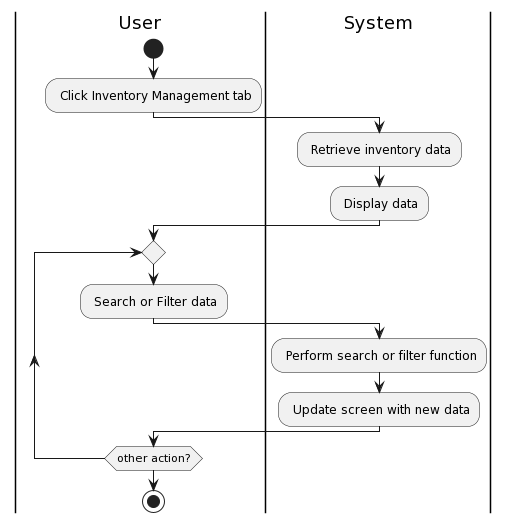 User
System
Click Inventory Management tab
Retrieve inventory data
Display data
Search or Filter data
Perform search or filter function
Update screen with new data
other action?